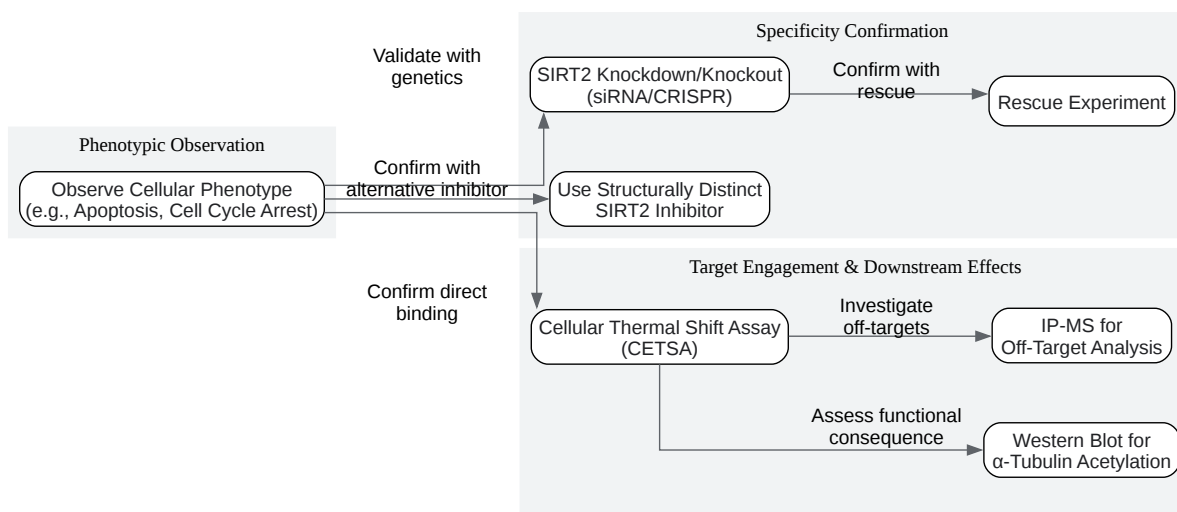 Specificity Confirmation
Validate with
genetics
SIRT2 Knockdown/Knockout
(siRNA/CRISPR)
Confirm with
rescue
Rescue Experiment
Phenotypic Observation
Observe Cellular Phenotype
(e.g., Apoptosis, Cell Cycle Arrest)
Confirm with
alternative inhibitor
Use Structurally Distinct
SIRT2 Inhibitor
Target Engagement & Downstream Effects
Confirm direct
binding
Cellular Thermal Shift Assay
(CETSA)
Investigate
off-targets
IP-MS for
Off-Target Analysis
Assess functional
consequence
Western Blot for
α-Tubulin Acetylation